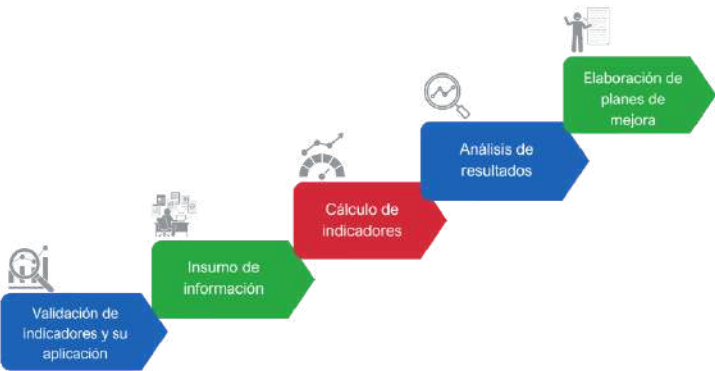 Elaboración de
planes de
mejora
Análisis de
resultados
Cálculo de
indicadores
Insumo de
información
Validación de
indicadores y su
aplicación